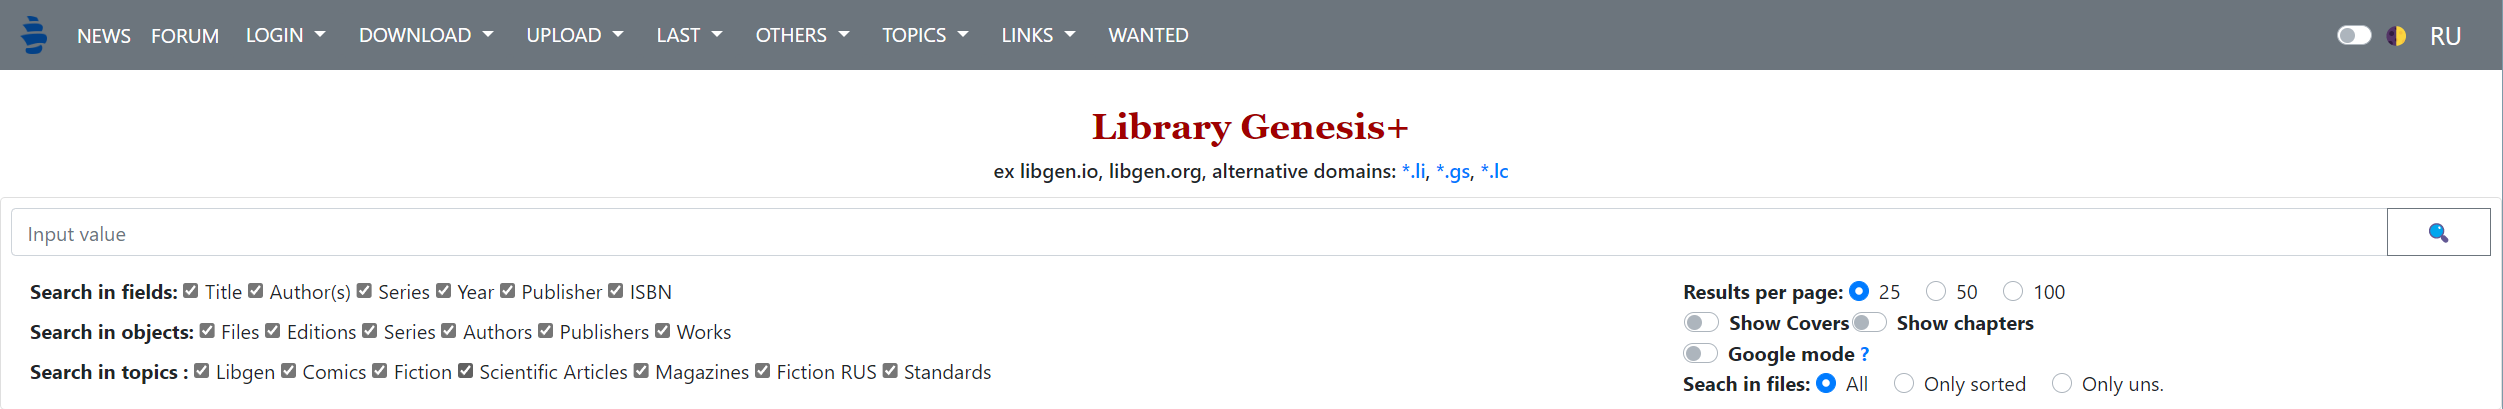 NEWS FORUM LOGIN DOWNLOAD UPLOAD LAST OTHERS TOPICS LINKS WANTED RU
Library Genesis+
ex libgen.io, libgen.org, alternative domains: *.li, *.gs, *.lc
Input value
Search in fields: Title Author(s) Series Year Publisher ISBN
Search in objects: Files Editions Series Authors Publishers Works
Search in topics : Libgen Comics Fiction Scientific Articles Magazines Fiction RUS Standards
Results per page: 25 50 100
Show Covers Show chapters
Google mode ?
Seach in files: All Only sorted Only uns.